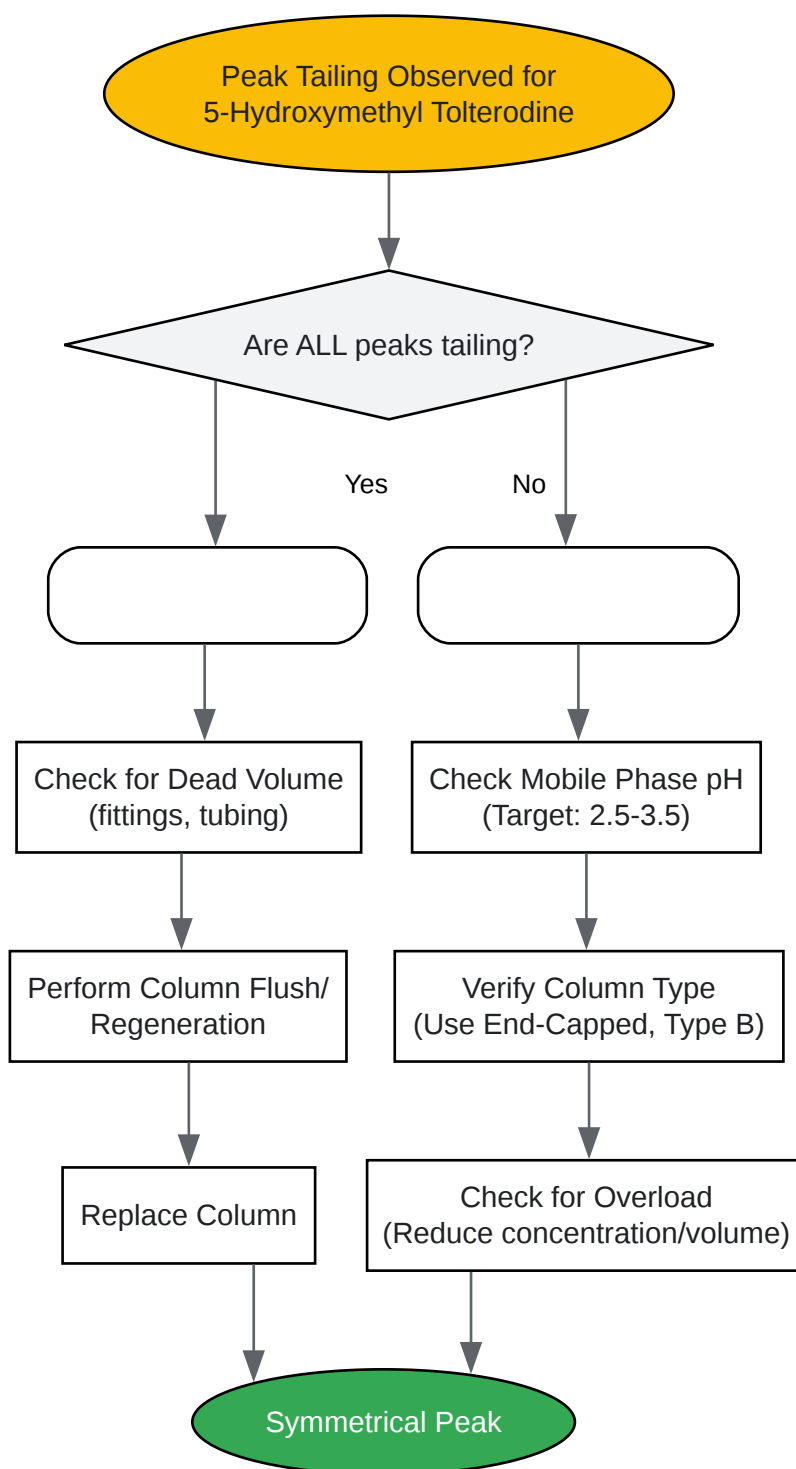 Peak Tailing Observed for
5-Hydroxymethyl Tolterodine
Are ALL peaks tailing?
Yes
No
Check for Dead Volume
(fittings, tubing)
Check Mobile Phase pH
(Target: 2.5-3.5)
Perform Column Flush/
Regeneration
Verify Column Type
(Use End-Capped, Type B)
Replace Column
Check for Overload
(Reduce concentration/volume)
Symmetrical Peak